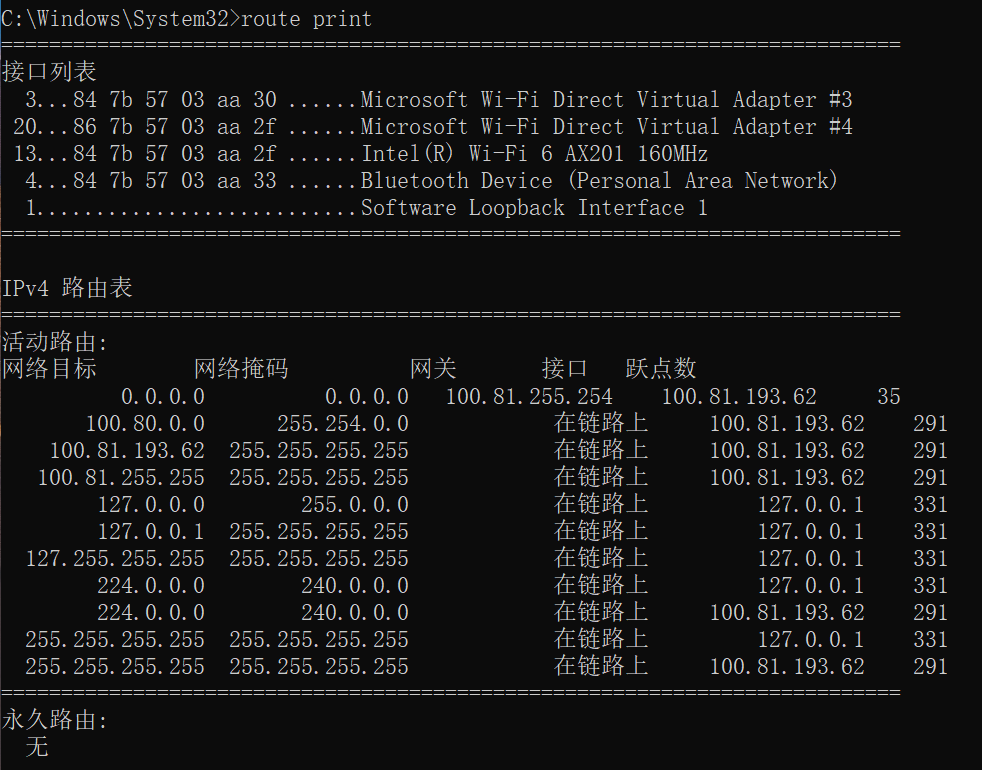 C:\Windows\System32>route print
===========================================================================
接口列表
  3...84 7b 57 03 aa 30 ......Microsoft Wi-Fi Direct Virtual Adapter #3
 20...86 7b 57 03 aa 2f ......Microsoft Wi-Fi Direct Virtual Adapter #4
 13...84 7b 57 03 aa 2f ......Intel(R) Wi-Fi 6 AX201 160MHz
  4...84 7b 57 03 aa 33 ......Bluetooth Device (Personal Area Network)
  1...........................Software Loopback Interface 1
===========================================================================
IPv4 路由表
===========================================================================
活动路由:
网络目标        网络掩码          网关       接口   跃点数
          0.0.0.0          0.0.0.0   100.81.255.254    100.81.193.62     35
       100.80.0.0      255.254.0.0            在链路上     100.81.193.62    291
    100.81.193.62  255.255.255.255            在链路上     100.81.193.62    291
   100.81.255.255  255.255.255.255            在链路上     100.81.193.62    291
        127.0.0.0        255.0.0.0            在链路上         127.0.0.1    331
        127.0.0.1  255.255.255.255            在链路上         127.0.0.1    331
  127.255.255.255  255.255.255.255            在链路上         127.0.0.1    331
        224.0.0.0        240.0.0.0            在链路上         127.0.0.1    331
        224.0.0.0        240.0.0.0            在链路上     100.81.193.62    291
  255.255.255.255  255.255.255.255            在链路上         127.0.0.1    331
  255.255.255.255  255.255.255.255            在链路上     100.81.193.62    291
===========================================================================
永久路由:
  无